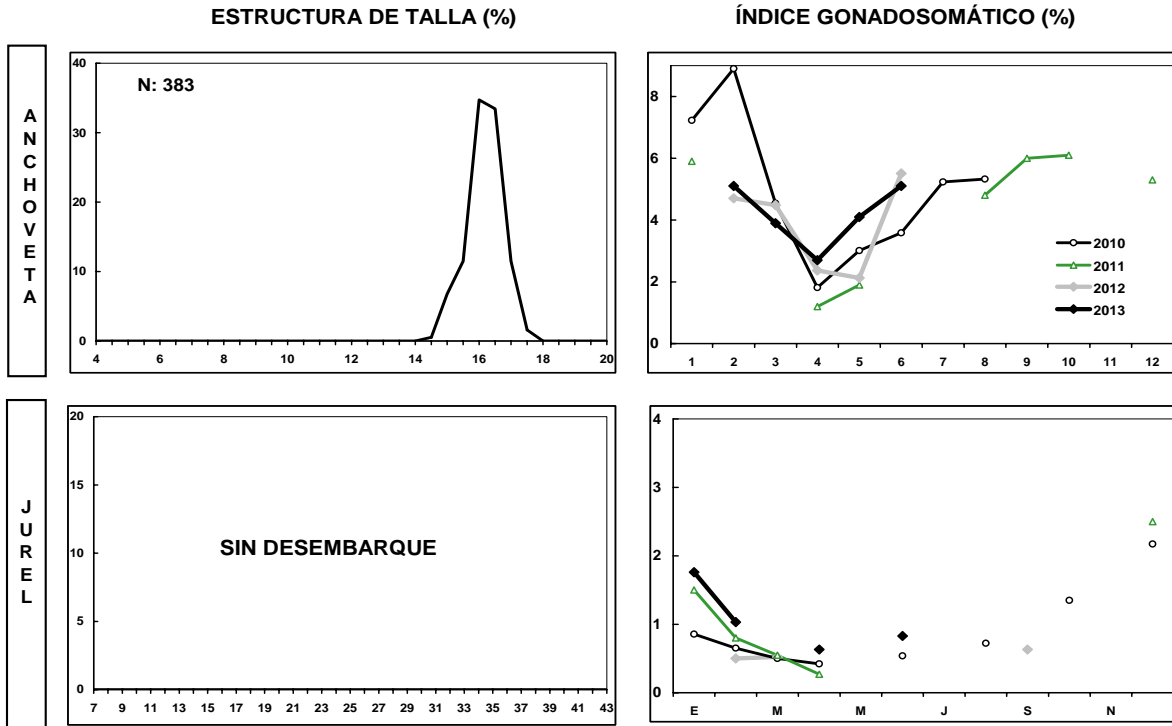 ESTRUCTURA DE TALLA (%)
ÍNDICE GONADOSOMÁTICO (%)
ANCHOVETA
N: 383
40
30
20
10
0
4 6 8 10 12 14 16 18 20
8
6
4
2
0
1 2 3 4 5 6 7 8 9 10 11 12
2010
2011
2012
2013
JUREL
20
15
10
5
0
SIN DESEMBARQUE
7 9 11 13 15 17 19 21 23 25 27 29 31 33 35 37 39 41 43
4
3
2
1
0
E M M J S N